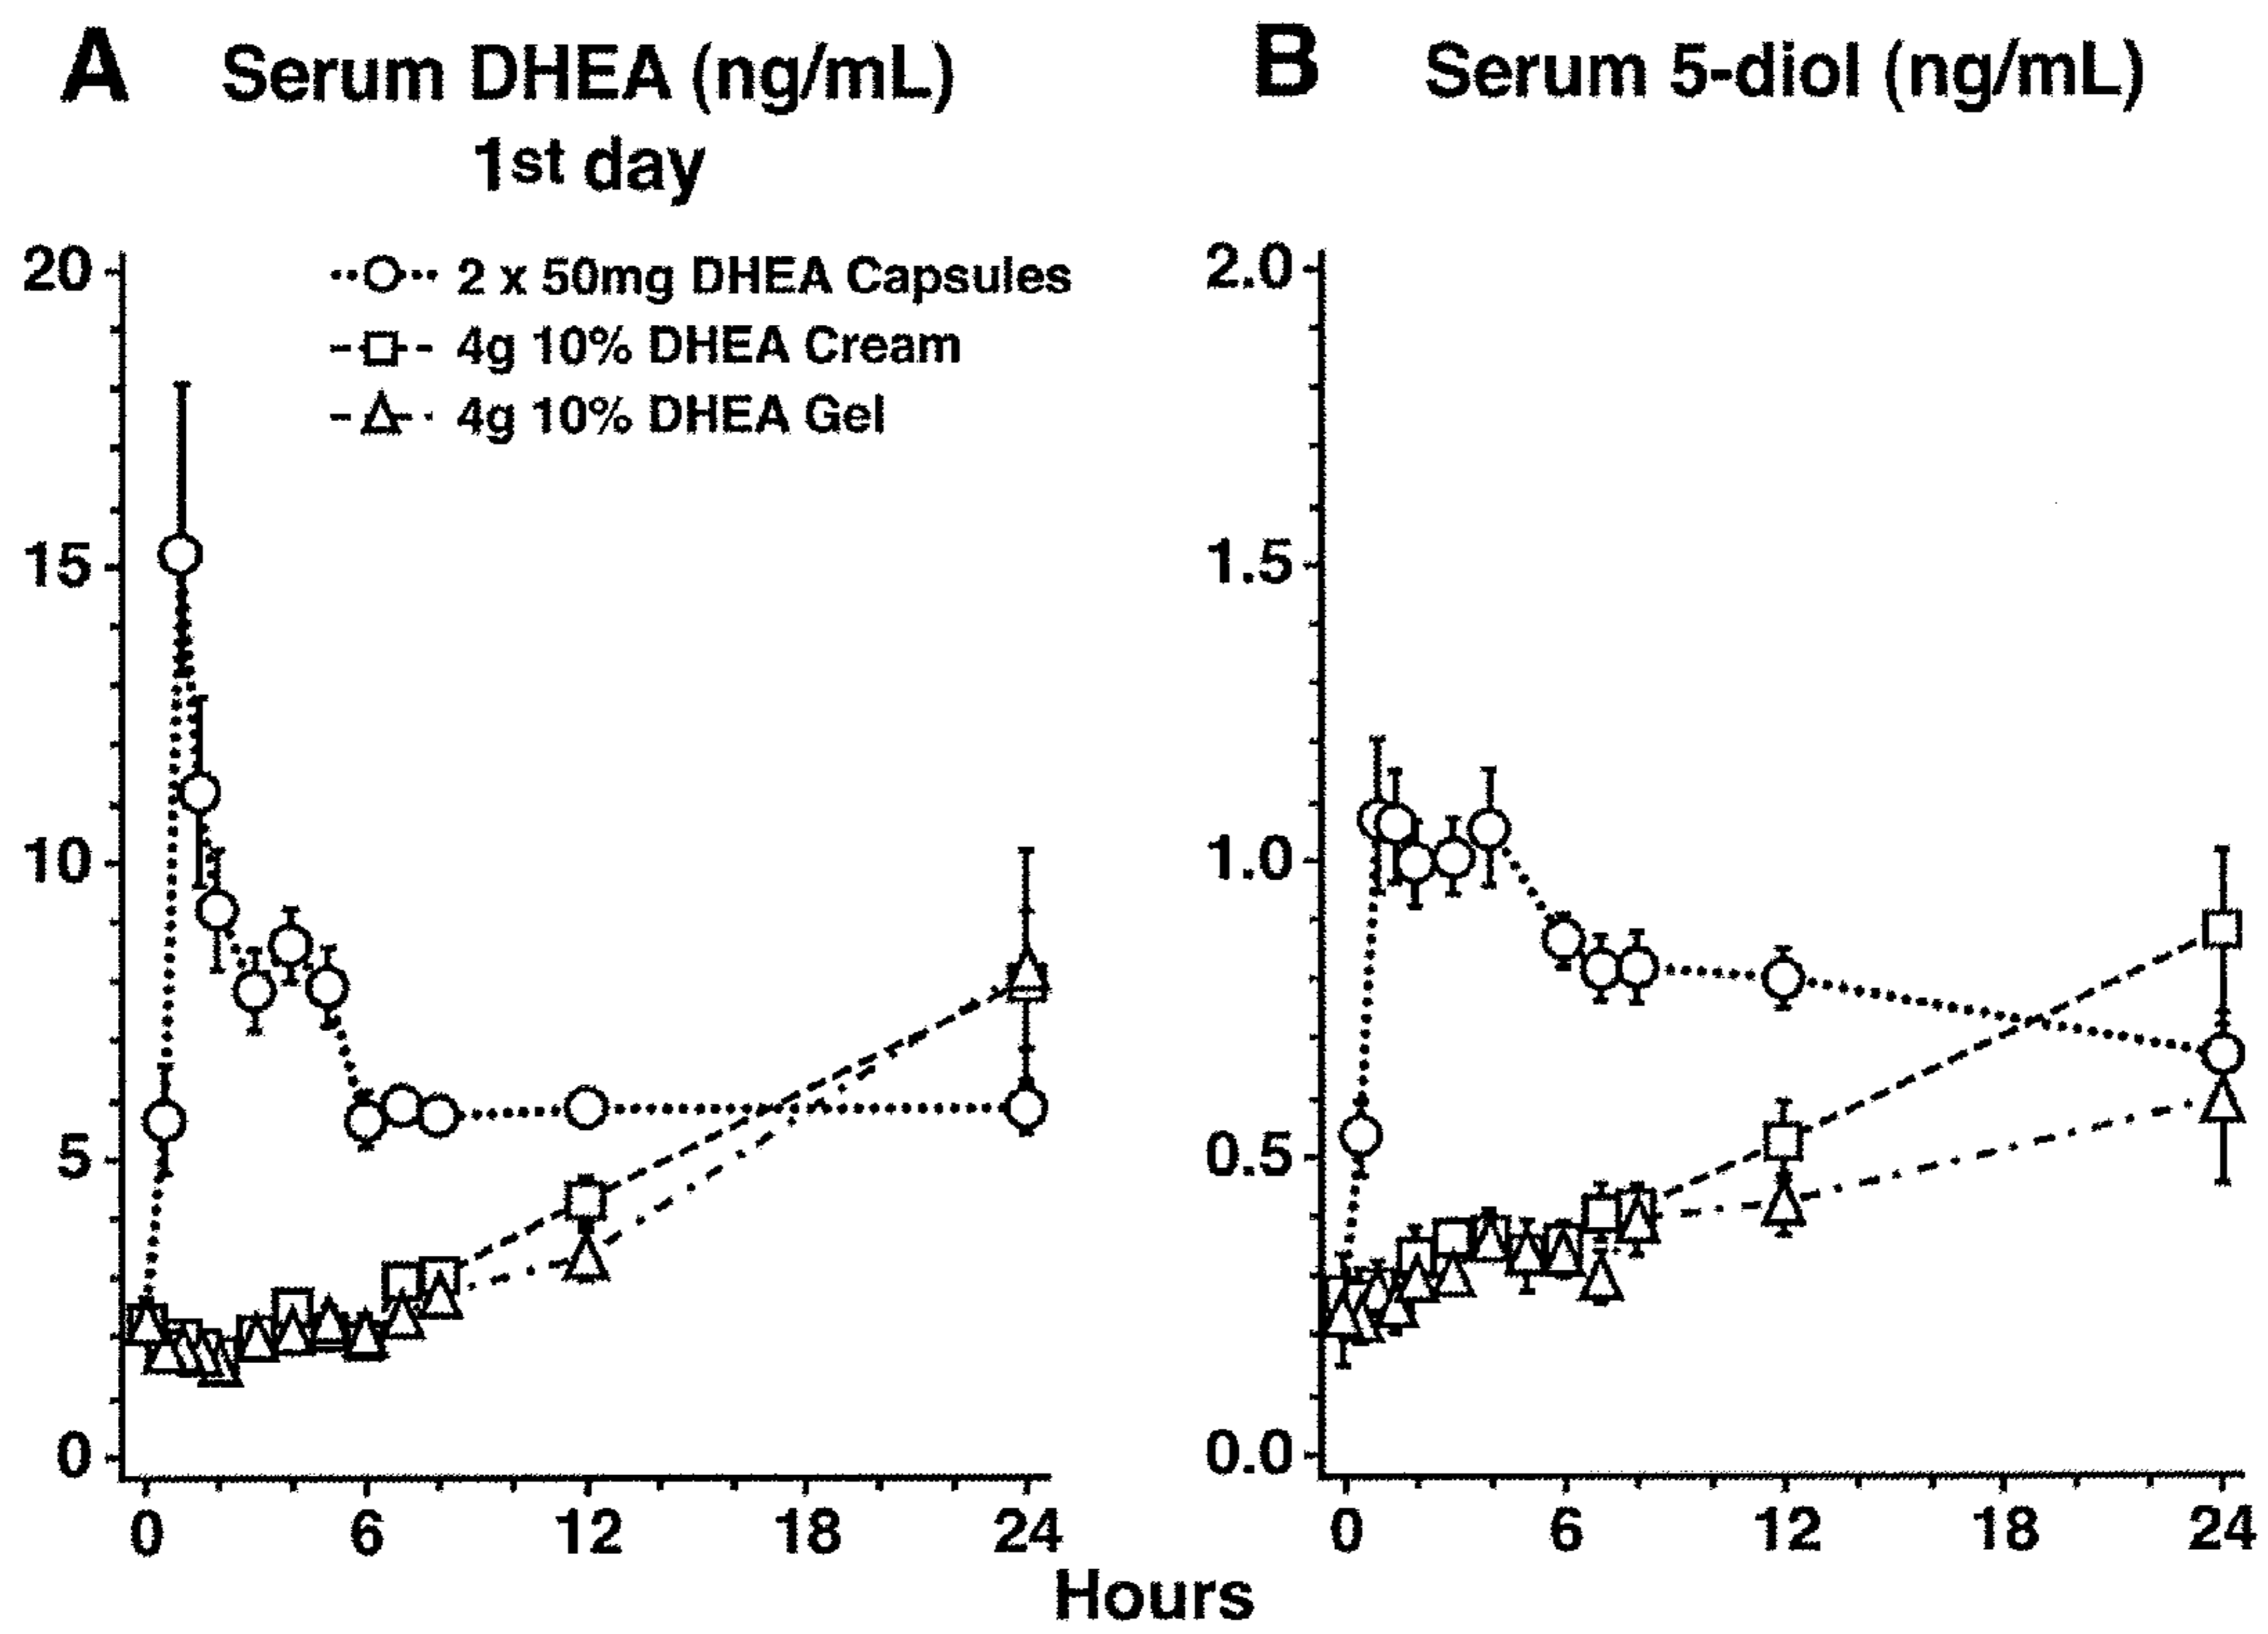 A Serum DHEA (ng/mL)
1st day
20
15
10
5
0
2 x 50mg DHEA Capsules
4g 10% DHEA Cream
4g 10% DHEA Gel
0 6 12 18 24
B Serum 5-diol (ng/mL)
2.0
1.5
1.0
0.5
0.0
0 6 12 18 24
Hours